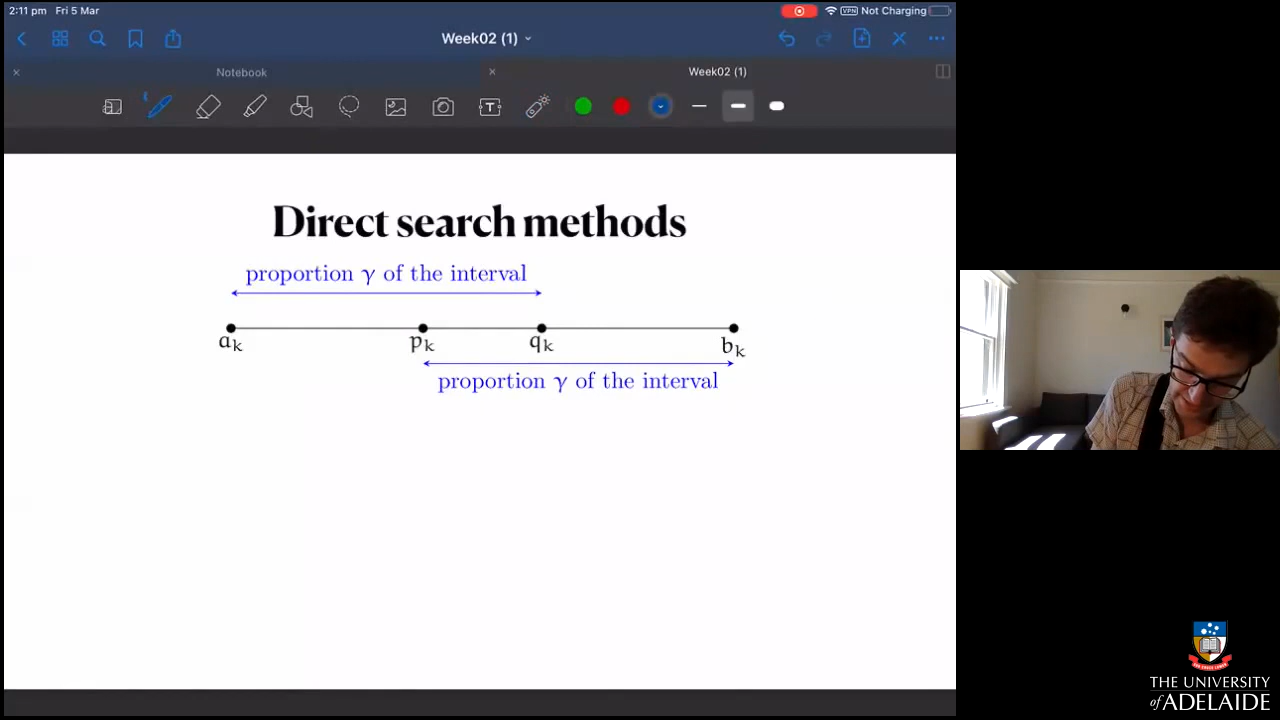 2:11 pm Fri 5 Mar
VPN Not Charging
Week02 (1)
Notebook
Week02 (1)
T
Direct search methods
proportion γ of the interval
aₖ pₖ qₖ bₖ
proportion γ of the interval
THE UNIVERSITY
of ADELAIDE